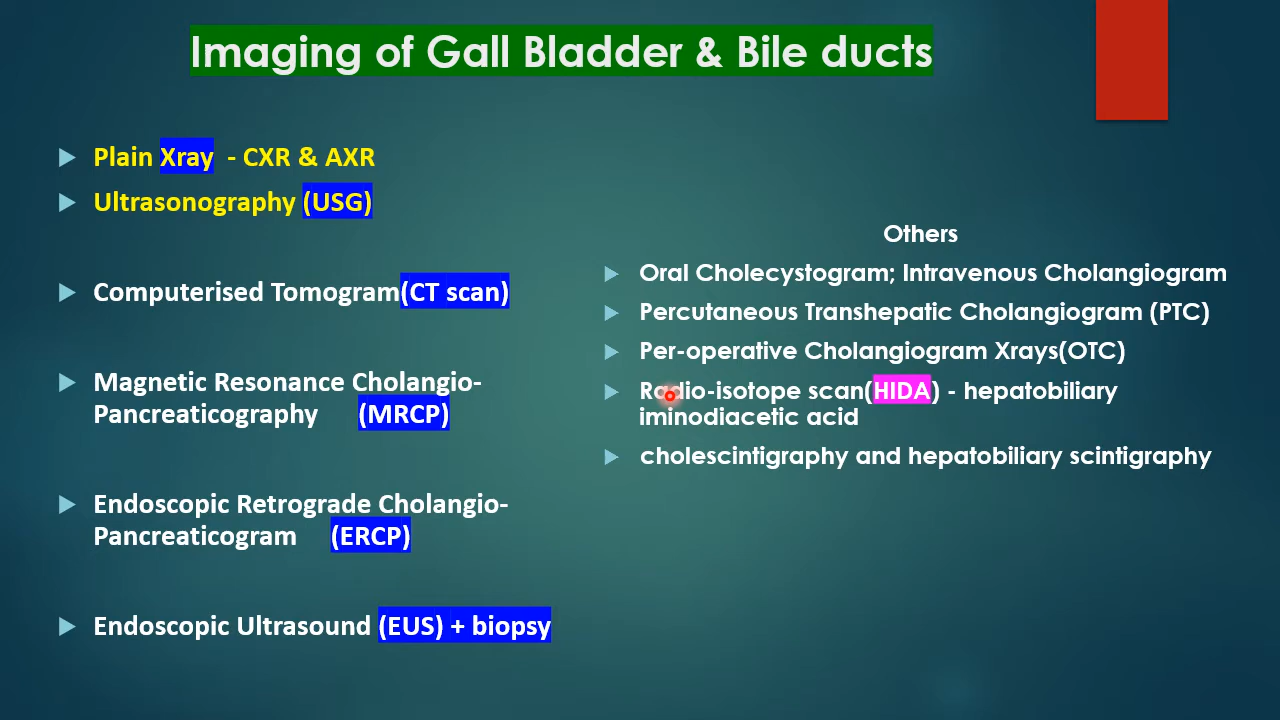 Imaging of Gall Bladder & Bile ducts
Plain Xray - CXR & AXR
Ultrasonography (USG)
Computerised Tomogram(CT scan)
Magnetic Resonance Cholangio-
Pancreaticography (MRCP)
Endoscopic Retrograde Cholangio-
Pancreaticogram (ERCP)
Endoscopic Ultrasound (EUS) + biopsy
Others
Oral Cholecystogram; Intravenous Cholangiogram
Percutaneous Transhepatic Cholangiogram (PTC)
Per-operative Cholangiogram Xrays(OTC)
Radio-isotope scan(HIDA) - hepatobiliary
iminodiacetic acid
cholescintigraphy and hepatobiliary scintigraphy